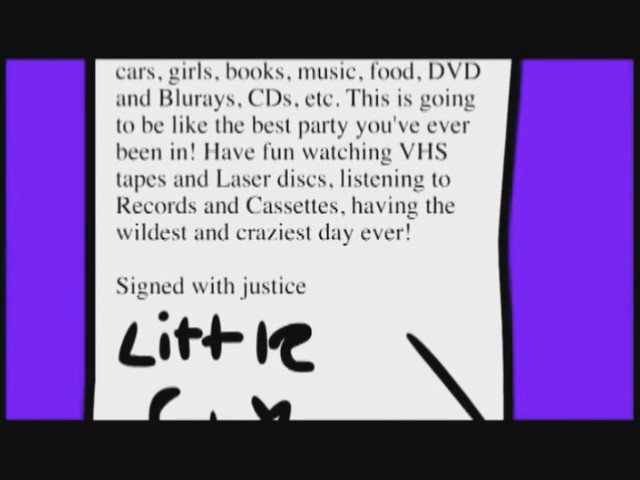 cars, girls, books, music, food, DVD
and Blurays, CDs, etc. This is going
to be like the best party you've ever
been in! Have fun watching VHS
tapes and Laser discs, listening to
Records and Cassettes, having the
wildest and craziest day ever!
Signed with justice
Little